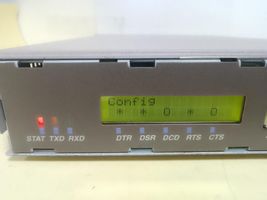 Config
* * 0 * 0
STAT TXD RXD DTR DSR DCD RTS CTS